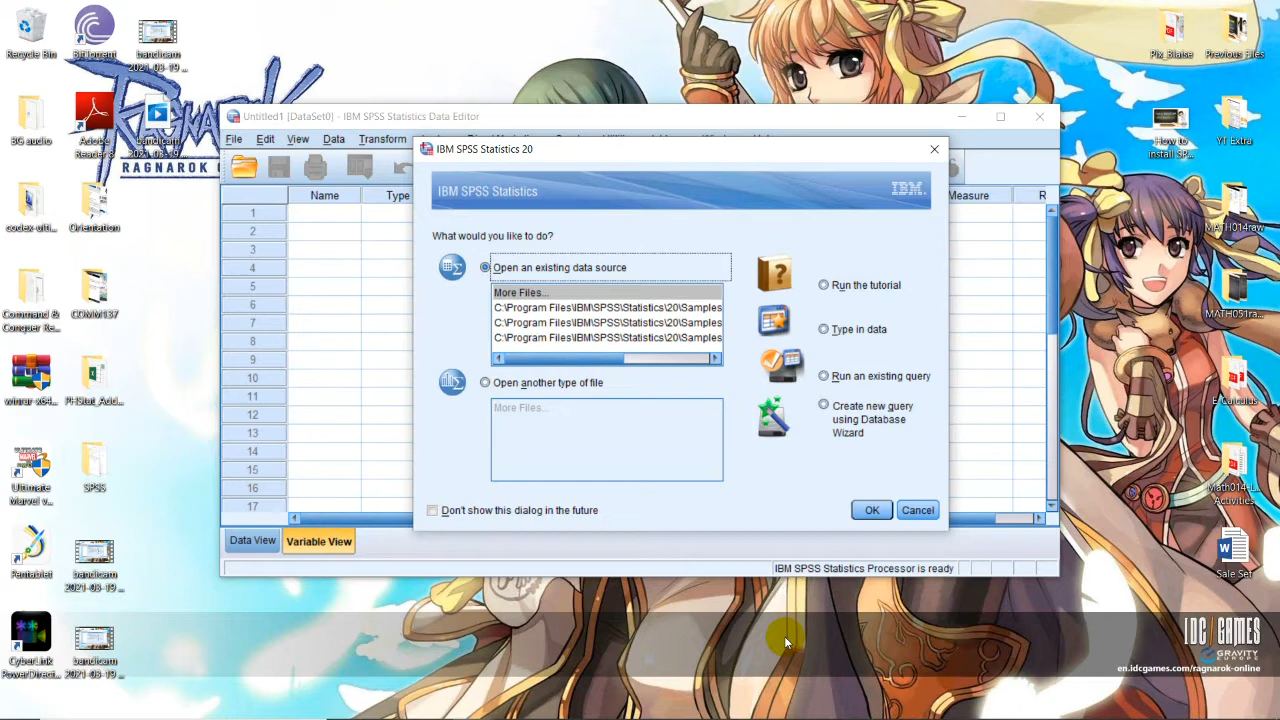 Recycle Bin
BitTorrent
bandicam
2021-03-19 ...
BG audio
Adobe
Reader 8
bandicam
2021-03-19 ...
RAGNAROK
codex-ulti...
Orientation
Command &
Conquer Re...
COMM137
winrar-x64...
PHStat_Add...
Ultimate
Marvel v...
SPSS
Pentablet
bandicam
2021-03-19 ...
CyberLink
PowerDirect...
bandicam
2021-03-19 ...
Untitled1 [DataSet0] - IBM SPSS Statistics Data Editor
File Edit View Data Transform
Name Type Measure R
1
2
3
4
5
6
7
8
9
10
11
12
13
14
15
16
17
Data View Variable View
IBM SPSS Statistics Processor is ready
IBM SPSS Statistics 20
IBM SPSS Statistics
IBM.
What would you like to do?
Open an existing data source
More Files...
C:\Program Files\IBM\SPSS\Statistics\20\Samples
C:\Program Files\IBM\SPSS\Statistics\20\Samples
C:\Program Files\IBM\SPSS\Statistics\20\Samples
Open another type of file
More Files...
Run the tutorial
Type in data
Run an existing query
Create new query
using Database
Wizard
Don't show this dialog in the future
OK
Cancel
Pix_Blaise
Previous Files
How to
install SP...
YT Extra
MATH014raw
MATH051ra...
E Calculus
Math014-L...
Activities
Sale Set
IDC/GAMES
GRAVITY
EUROPE
en.idcgames.com/ragnarok-online